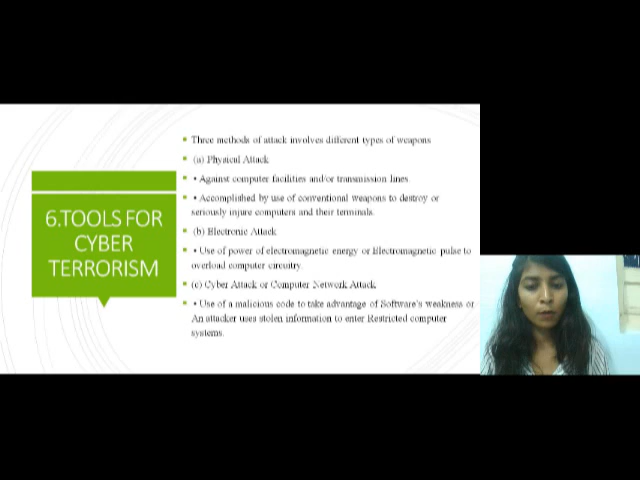 6.TOOLS FOR
CYBER
TERRORISM
Three methods of attack involves different types of weapons
(a) Physical Attack
• Against computer facilities and/or transmission lines.
• Accomplished by use of conventional weapons to destroy or
seriously injure computers and their terminals.
(b) Electronic Attack
• Use of power of electromagnetic energy or Electromagnetic pulse to
overload computer circuitry.
(c) Cyber Attack or Computer Network Attack
• Use of a malicious code to take advantage of Software's weakness or
An attacker uses stolen information to enter Restricted computer
systems.